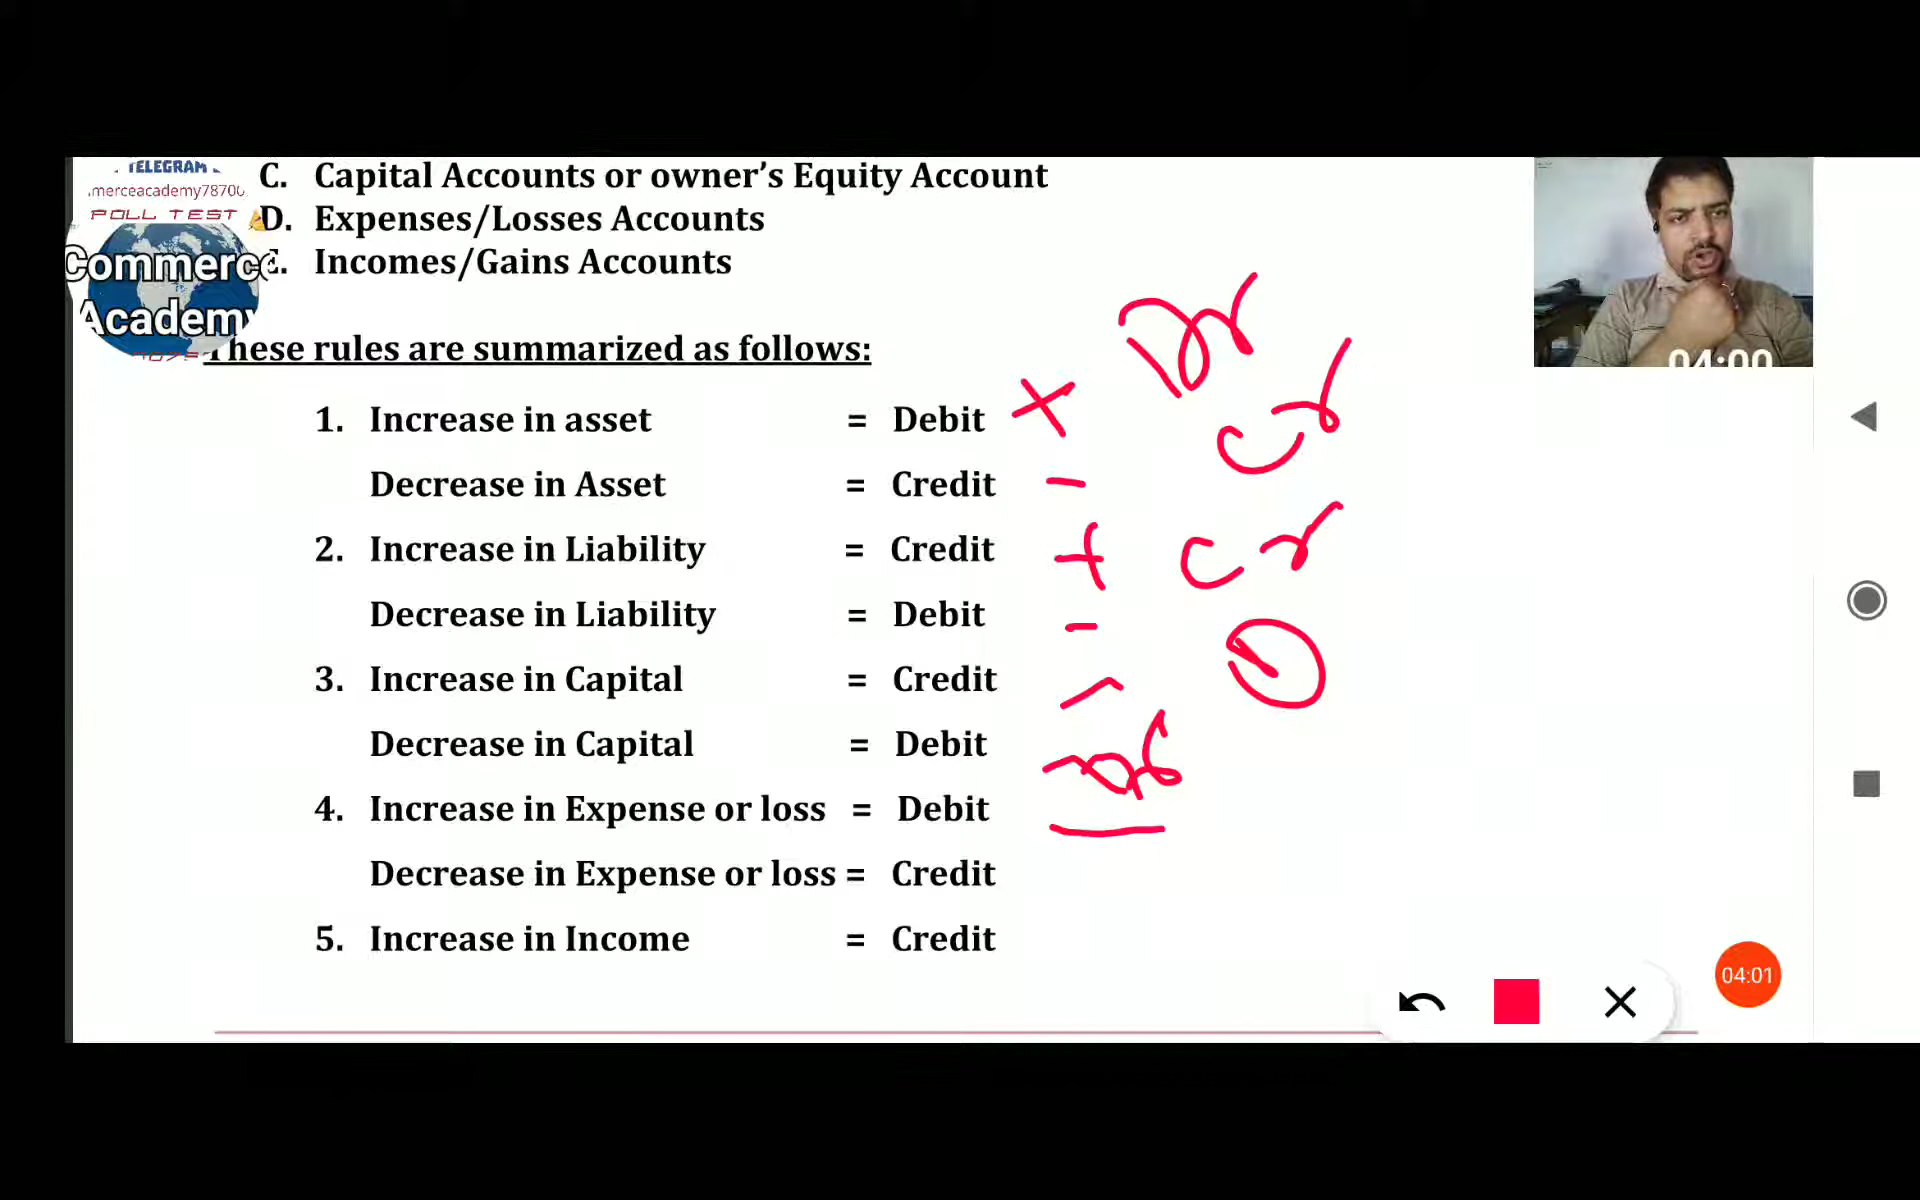 TELEGRAM
merceacademy7870
POLL TEST
Commerce
Academy
C. Capital Accounts or owner’s Equity Account
D. Expenses/Losses Accounts
Incomes/Gains Accounts
These rules are summarized as follows:
1. Increase in asset = Debit +
Dr
Decrease in Asset = Credit -
Cr
2. Increase in Liability = Credit +
Cr
Decrease in Liability = Debit -
3. Increase in Capital = Credit
Decrease in Capital = Debit
4. Increase in Expense or loss = Debit
Decrease in Expense or loss = Credit
5. Increase in Income = Credit
04:00
04:01